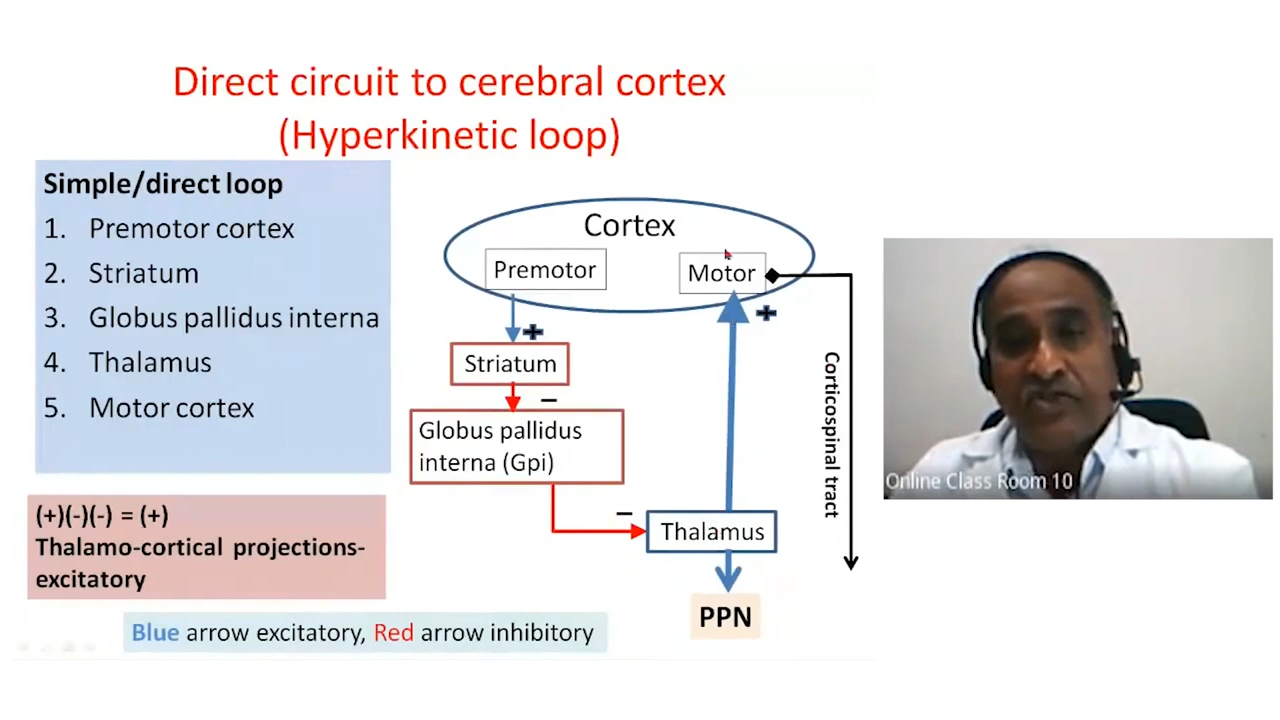 Direct circuit to cerebral cortex
(Hyperkinetic loop)
Simple/direct loop
1. Premotor cortex
2. Striatum
3. Globus pallidus interna
4. Thalamus
5. Motor cortex
(+)(-)(-) = (+)
Thalamo-cortical projections-
excitatory
Cortex
Premotor
Motor
+
+
Striatum
−
Globus pallidus
interna (Gpi)
−
Thalamus
PPN
Corticospinal tract
Blue arrow excitatory, Red arrow inhibitory
Online Class Room 10